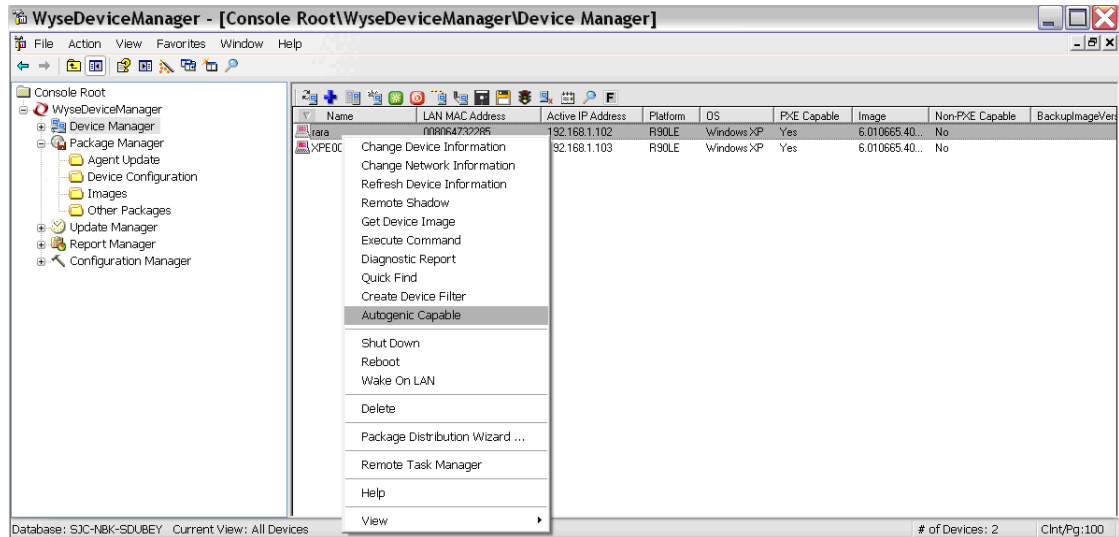 WyseDeviceManager - [Console Root\WyseDeviceManager\Device Manager]
File Action View Favorites Window Help
Console Root
WyseDeviceManager
Device Manager
Package Manager
Agent Update
Device Configuration
Images
Other Packages
Update Manager
Report Manager
Configuration Manager
Name LAN MAC Address Active IP Address Platform OS PXE Capable Image Non-PXE Capable BackupImageVers
rara 008064732285 192.168.1.102 R90LE Windows XP Yes 6.010665.40... No
XPE00 92.168.1.103 R90LE Windows XP Yes 6.010665.40... No
Change Device Information
Change Network Information
Refresh Device Information
Remote Shadow
Get Device Image
Execute Command
Diagnostic Report
Quick Find
Create Device Filter
Autogenic Capable
Shut Down
Reboot
Wake On LAN
Delete
Package Distribution Wizard ...
Remote Task Manager
Help
View
Database: SJC-NBK-SDUBEY Current View: All Devices # of Devices: 2 Clnt/Pg:100